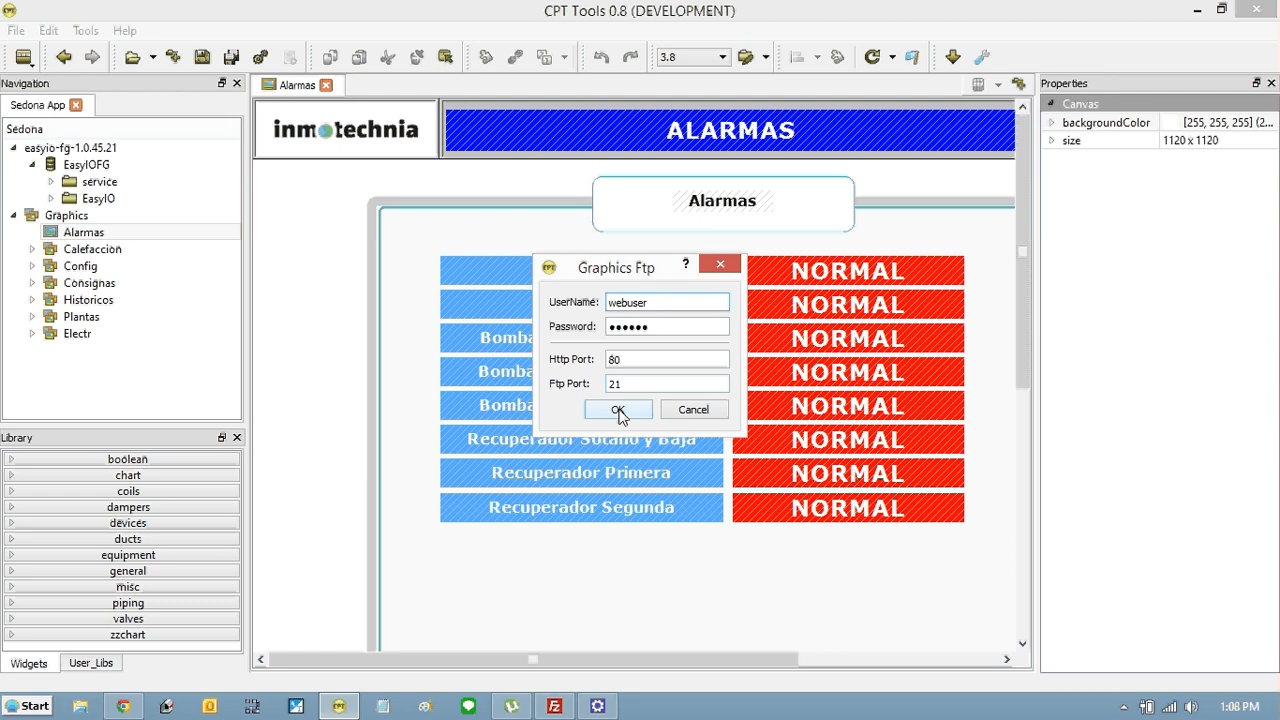 CPT Tools 0.8 (DEVELOPMENT)
File Edit Tools Help
3.8
Navigation
Sedona App
Sedona
easyio-fg-1.0.45.21
EasyIOFG
service
EasyIO
Graphics
Alarmas
Calefacción
Config
Consignas
Historicos
Plantas
Electr
Library
boolean
chart
coils
dampers
devices
ducts
equipment
general
misc
piping
valves
zzchart
Widgets User_Libs
Alarmas
inmotechnia
ALARMAS
Alarmas
NORMAL
NORMAL
Bomba NORMAL
Bomba NORMAL
Bomba NORMAL
Recuperador Sotano y Baja NORMAL
Recuperador Primera NORMAL
Recuperador Segunda NORMAL
Graphics Ftp ?
UserName: webuser
Password: ●●●●●●
Http Port: 80
Ftp Port: 21
OK Cancel
Properties
Canvas
backgroundColor [255, 255, 255] (2...
size 1120 x 1120
Start
1:08 PM